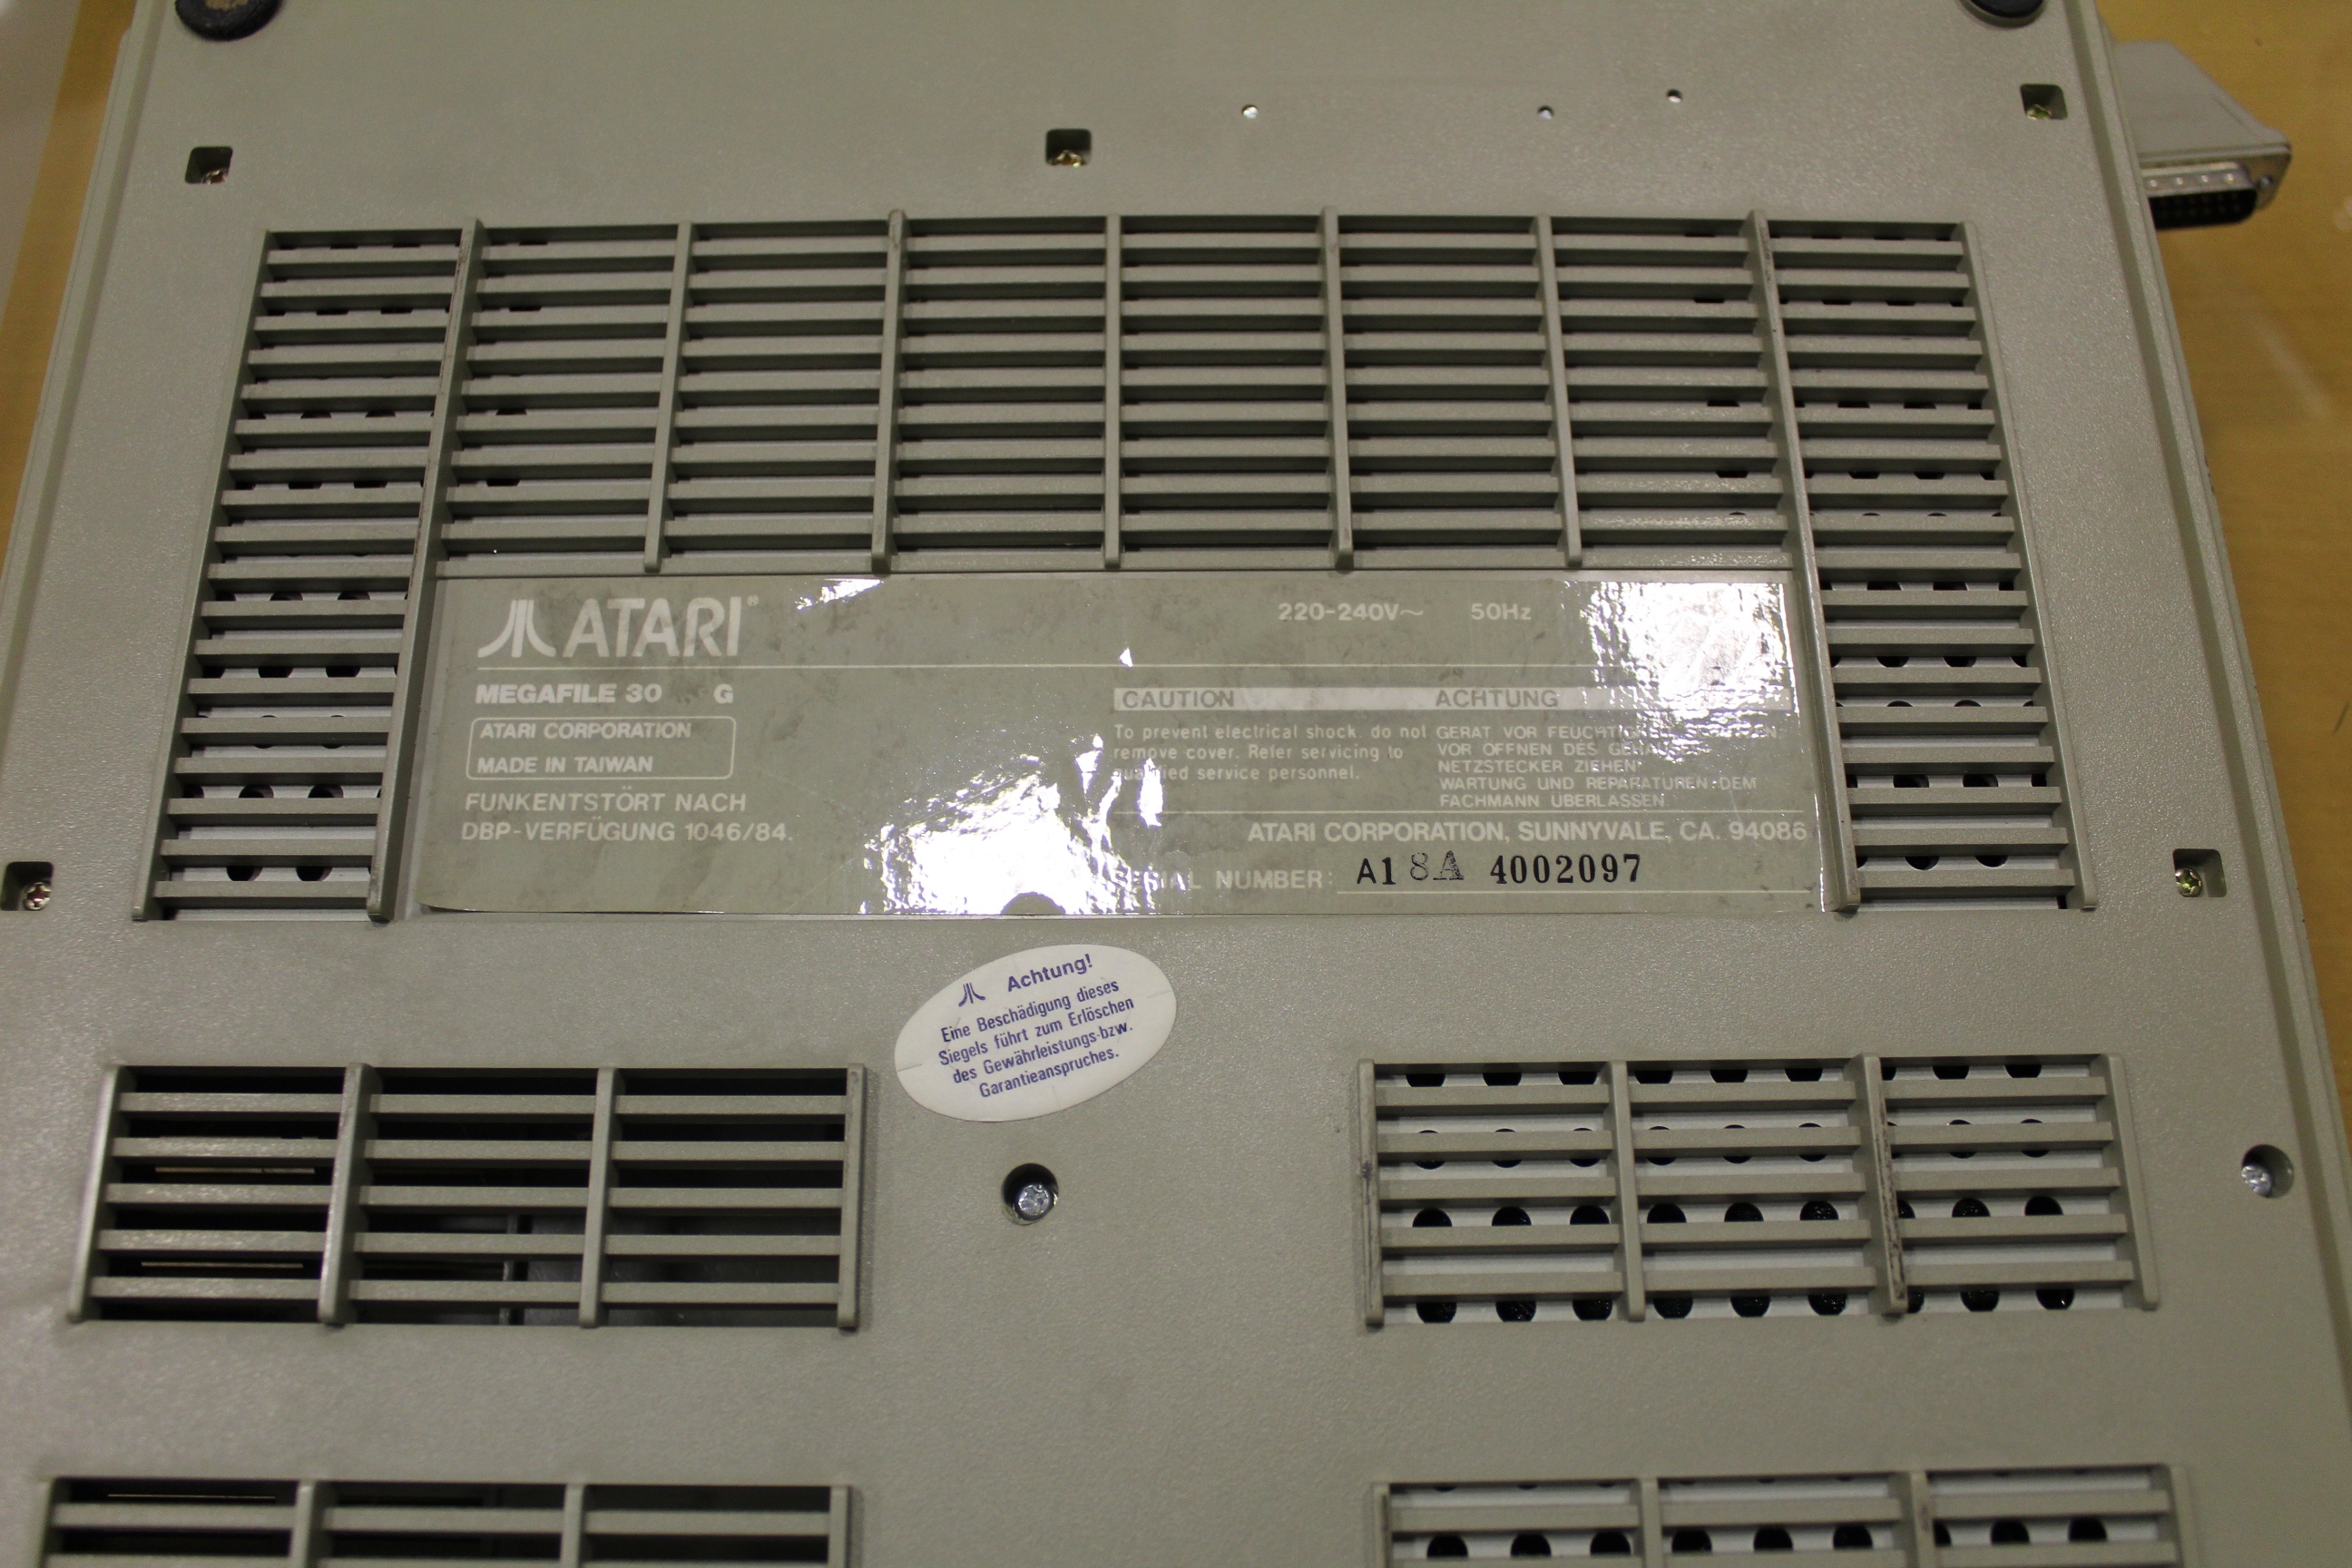 ATARI®
220-240V~ 50Hz
MEGAFILE 30 G
ATARI CORPORATION
MADE IN TAIWAN
FUNKENTSTÖRT NACH
DBP-VERFÜGUNG 1046/84.
CAUTION
To prevent electrical shock. do not
remove cover. Refer servicing to
qualified service personnel.
ACHTUNG
GERAT VOR
VOR OFFNEN DES
NETZSTECKER ZIEHEN
WARTUNG UND REPARATUREN DEM
FACHMANN UBERLASSEN
ATARI CORPORATION, SUNNYVALE, CA. 94086
SERIAL NUMBER: A1 8A 4002097
Achtung!
Eine Beschädigung dieses
Siegels führt zum Erlöschen
des Gewährleistungs-bzw.
Garantieanspruches.